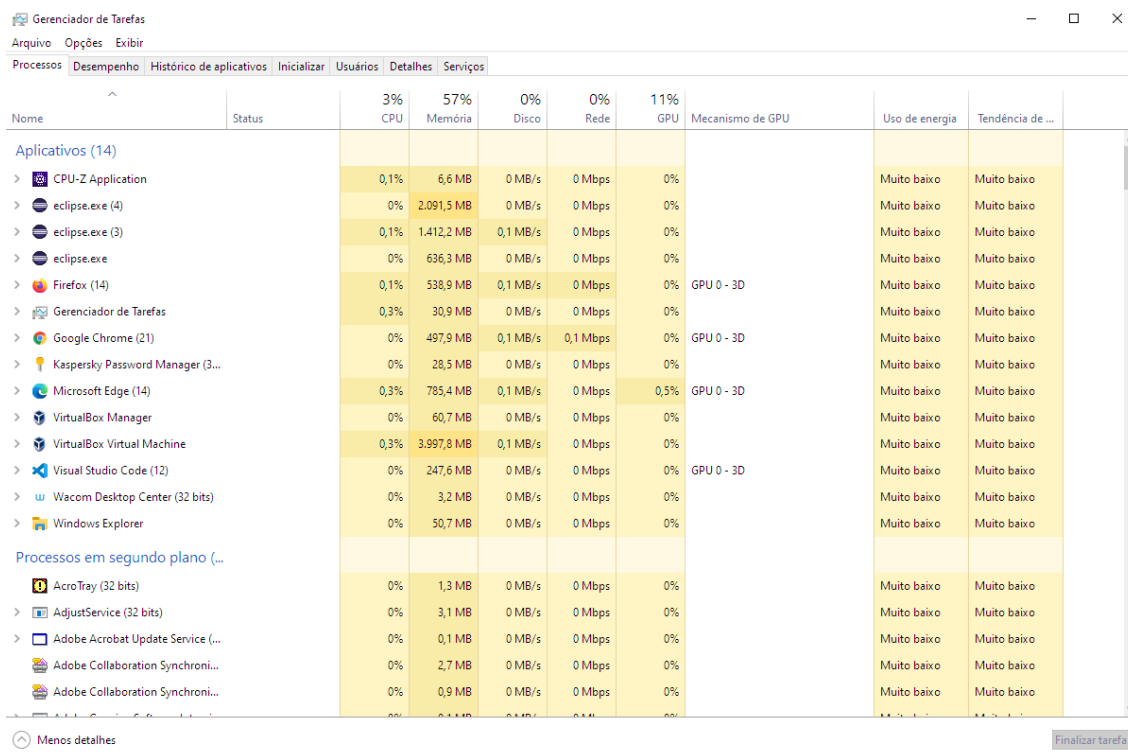 Gerenciador de Tarefas
Arquivo Opções Exibir
Processos Desempenho Histórico de aplicativos Inicializar Usuários Detalhes Serviços
3% 57% 0% 0% 11%
Nome Status CPU Memória Disco Rede GPU Mecanismo de GPU Uso de energia Tendência de ...
Aplicativos (14)
CPU-Z Application 0,1% 6,6 MB 0 MB/s 0 Mbps 0% Muito baixo Muito baixo
eclipse.exe (4) 0% 2.091,5 MB 0 MB/s 0 Mbps 0% Muito baixo Muito baixo
eclipse.exe (3) 0,1% 1.412,2 MB 0,1 MB/s 0 Mbps 0% Muito baixo Muito baixo
eclipse.exe 0% 636,3 MB 0 MB/s 0 Mbps 0% Muito baixo Muito baixo
Firefox (14) 0,1% 538,9 MB 0,1 MB/s 0 Mbps 0% GPU 0 - 3D Muito baixo Muito baixo
Gerenciador de Tarefas 0,3% 30,9 MB 0 MB/s 0 Mbps 0% Muito baixo Muito baixo
Google Chrome (21) 0% 497,9 MB 0,1 MB/s 0,1 Mbps 0% GPU 0 - 3D Muito baixo Muito baixo
Kaspersky Password Manager (3... 0% 28,5 MB 0 MB/s 0 Mbps 0% Muito baixo Muito baixo
Microsoft Edge (14) 0,3% 785,4 MB 0,1 MB/s 0 Mbps 0,5% GPU 0 - 3D Muito baixo Muito baixo
VirtualBox Manager 0% 60,7 MB 0 MB/s 0 Mbps 0% Muito baixo Muito baixo
VirtualBox Virtual Machine 0,3% 3.997,8 MB 0,1 MB/s 0 Mbps 0% Muito baixo Muito baixo
Visual Studio Code (12) 0% 247,6 MB 0 MB/s 0 Mbps 0% GPU 0 - 3D Muito baixo Muito baixo
Wacom Desktop Center (32 bits) 0% 3,2 MB 0 MB/s 0 Mbps 0% Muito baixo Muito baixo
Windows Explorer 0% 50,7 MB 0 MB/s 0 Mbps 0% Muito baixo Muito baixo
Processos em segundo plano (...
AcroTray (32 bits) 0% 1,3 MB 0 MB/s 0 Mbps 0% Muito baixo Muito baixo
AdjustService (32 bits) 0% 3,1 MB 0 MB/s 0 Mbps 0% Muito baixo Muito baixo
Adobe Acrobat Update Service (... 0% 0,1 MB 0 MB/s 0 Mbps 0% Muito baixo Muito baixo
Adobe Collaboration Synchroni... 0% 2,7 MB 0 MB/s 0 Mbps 0% Muito baixo Muito baixo
Adobe Collaboration Synchroni... 0% 0,9 MB 0 MB/s 0 Mbps 0% Muito baixo Muito baixo
Menos detalhes Finalizar tarefa